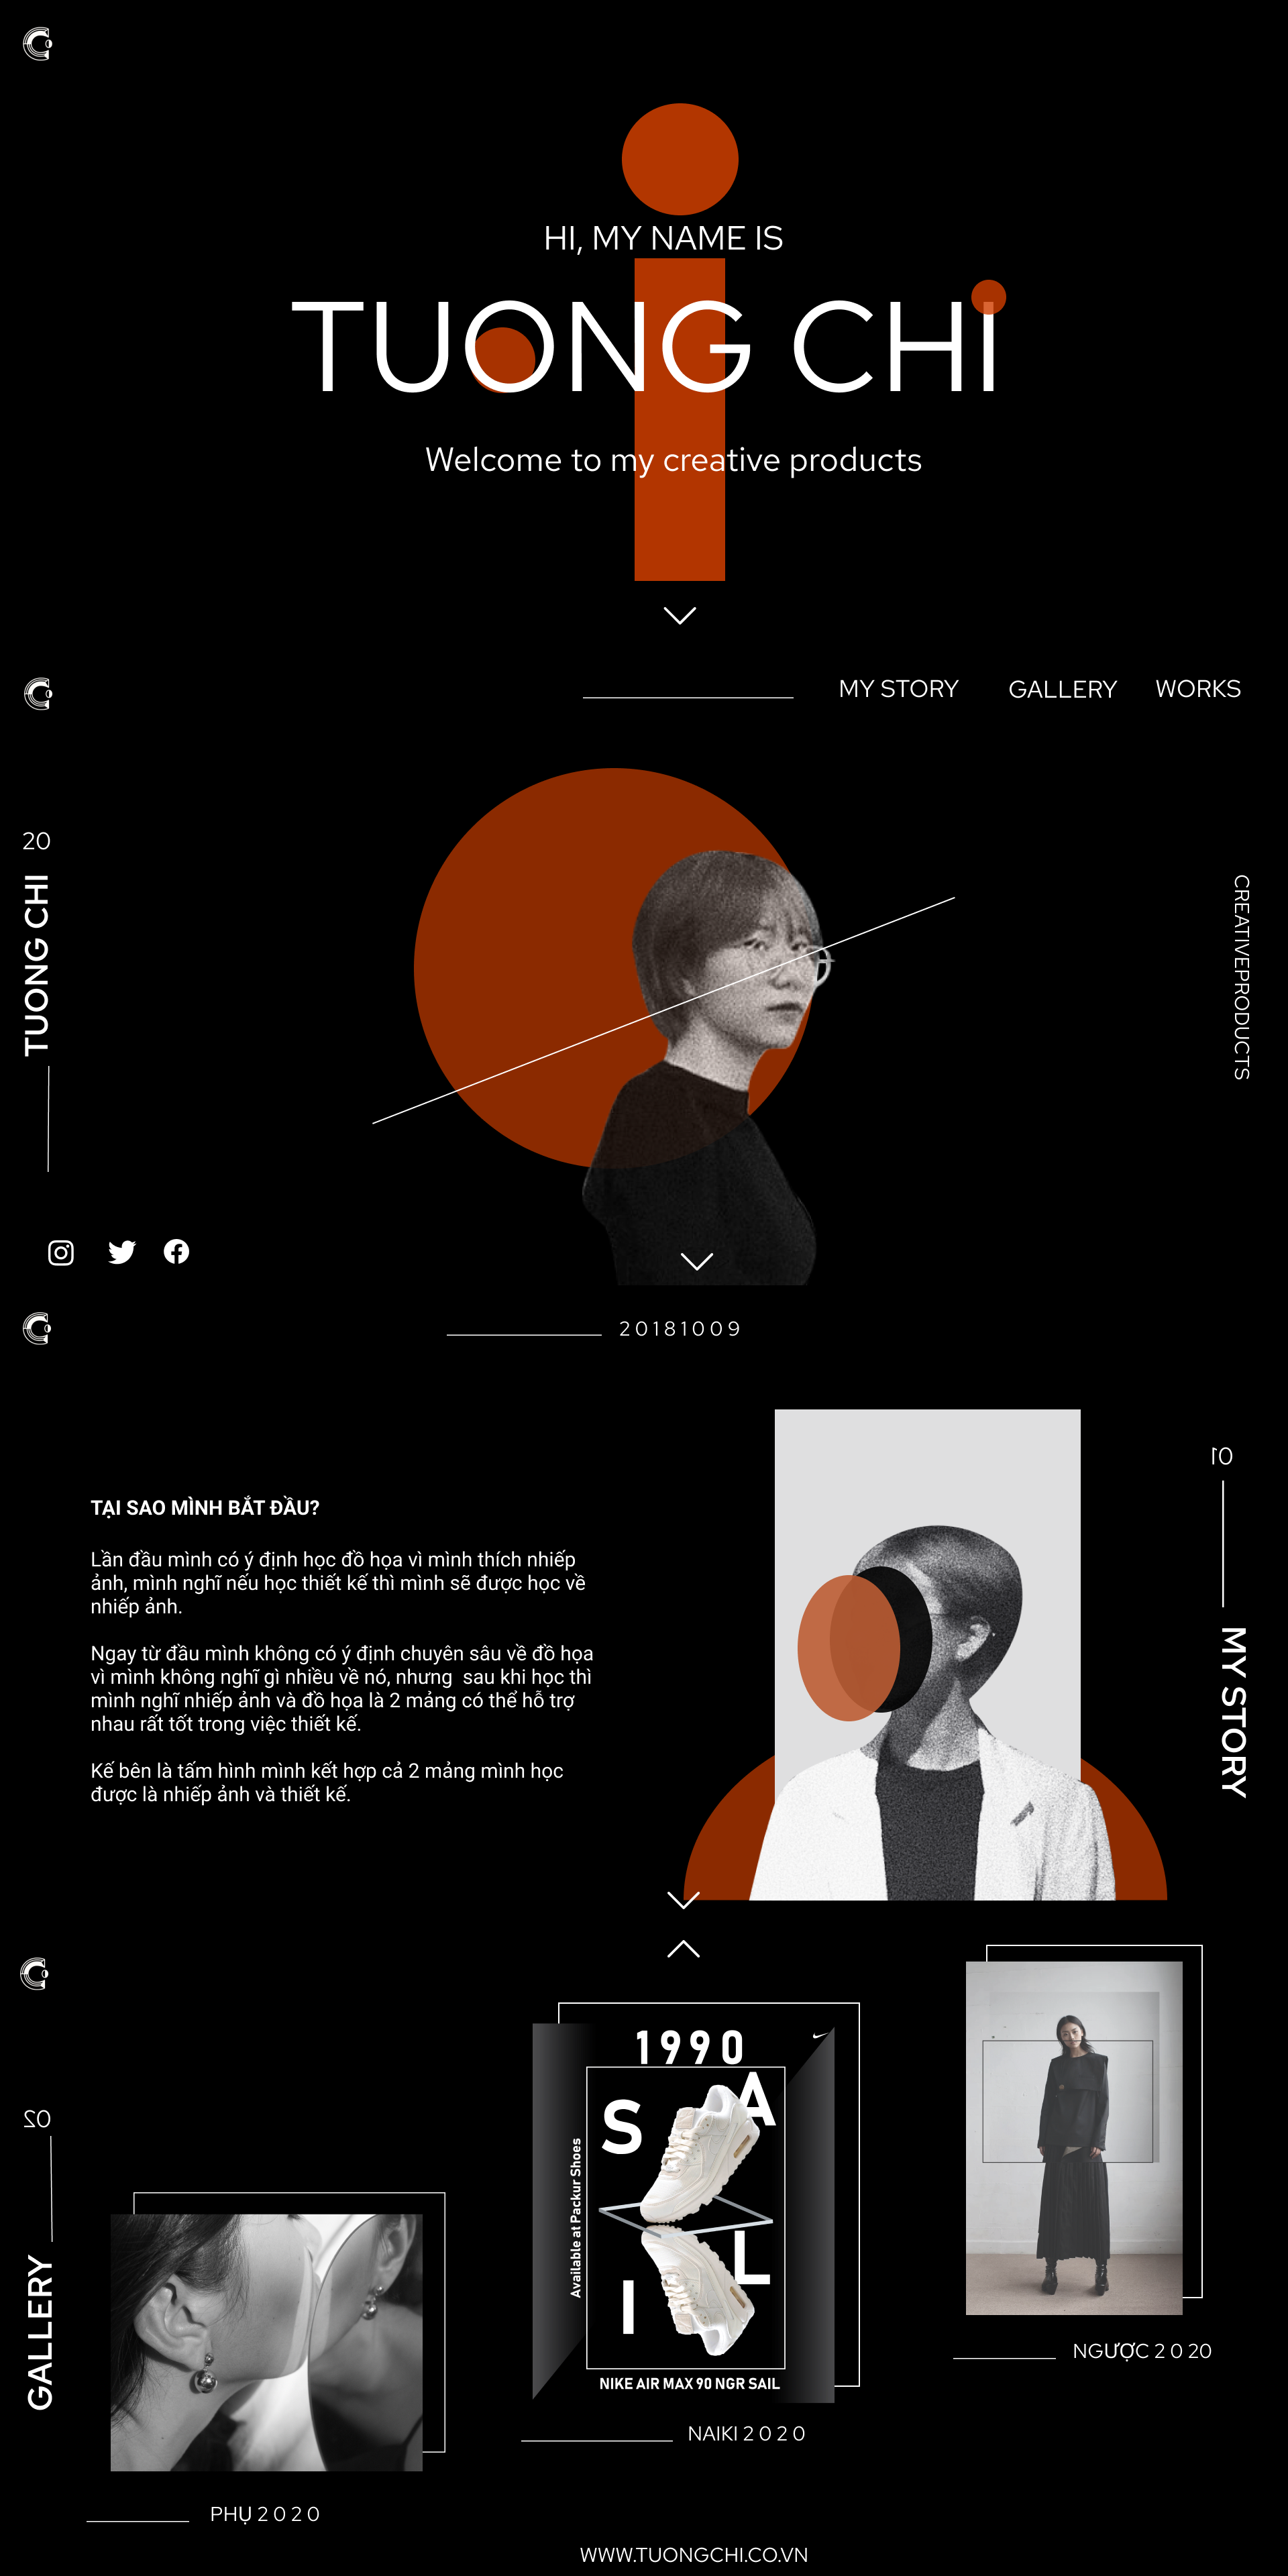 HI, MY NAME IS
TUONG CHI
Welcome to my creative products
MY STORY GALLERY WORKS
20
TUONG CHI
CREATIVEPRODUCTS
20181009
TẠI SAO MÌNH BẮT ĐẦU?
Lần đầu mình có ý định học đồ họa vì mình thích nhiếp
ảnh, mình nghĩ nếu học thiết kế thì mình sẽ được học về
nhiếp ảnh.
Ngay từ đầu mình không có ý định chuyên sâu về đồ họa
vì mình không nghĩ gì nhiều về nó, nhưng  sau khi học thì
mình nghĩ nhiếp ảnh và đồ họa là 2 mảng có thể hỗ trợ
nhau rất tốt trong việc thiết kế.
Kế bên là tấm hình mình kết hợp cả 2 mảng mình học
được là nhiếp ảnh và thiết kế.
01
MY STORY
02
GALLERY
PHỤ 2020
1990
S A
I L
Available at Packur Shoes
NIKE AIR MAX 90 NGR SAIL
NAIKI 2020
NGƯỢC 2020
WWW.TUONGCHI.CO.VN